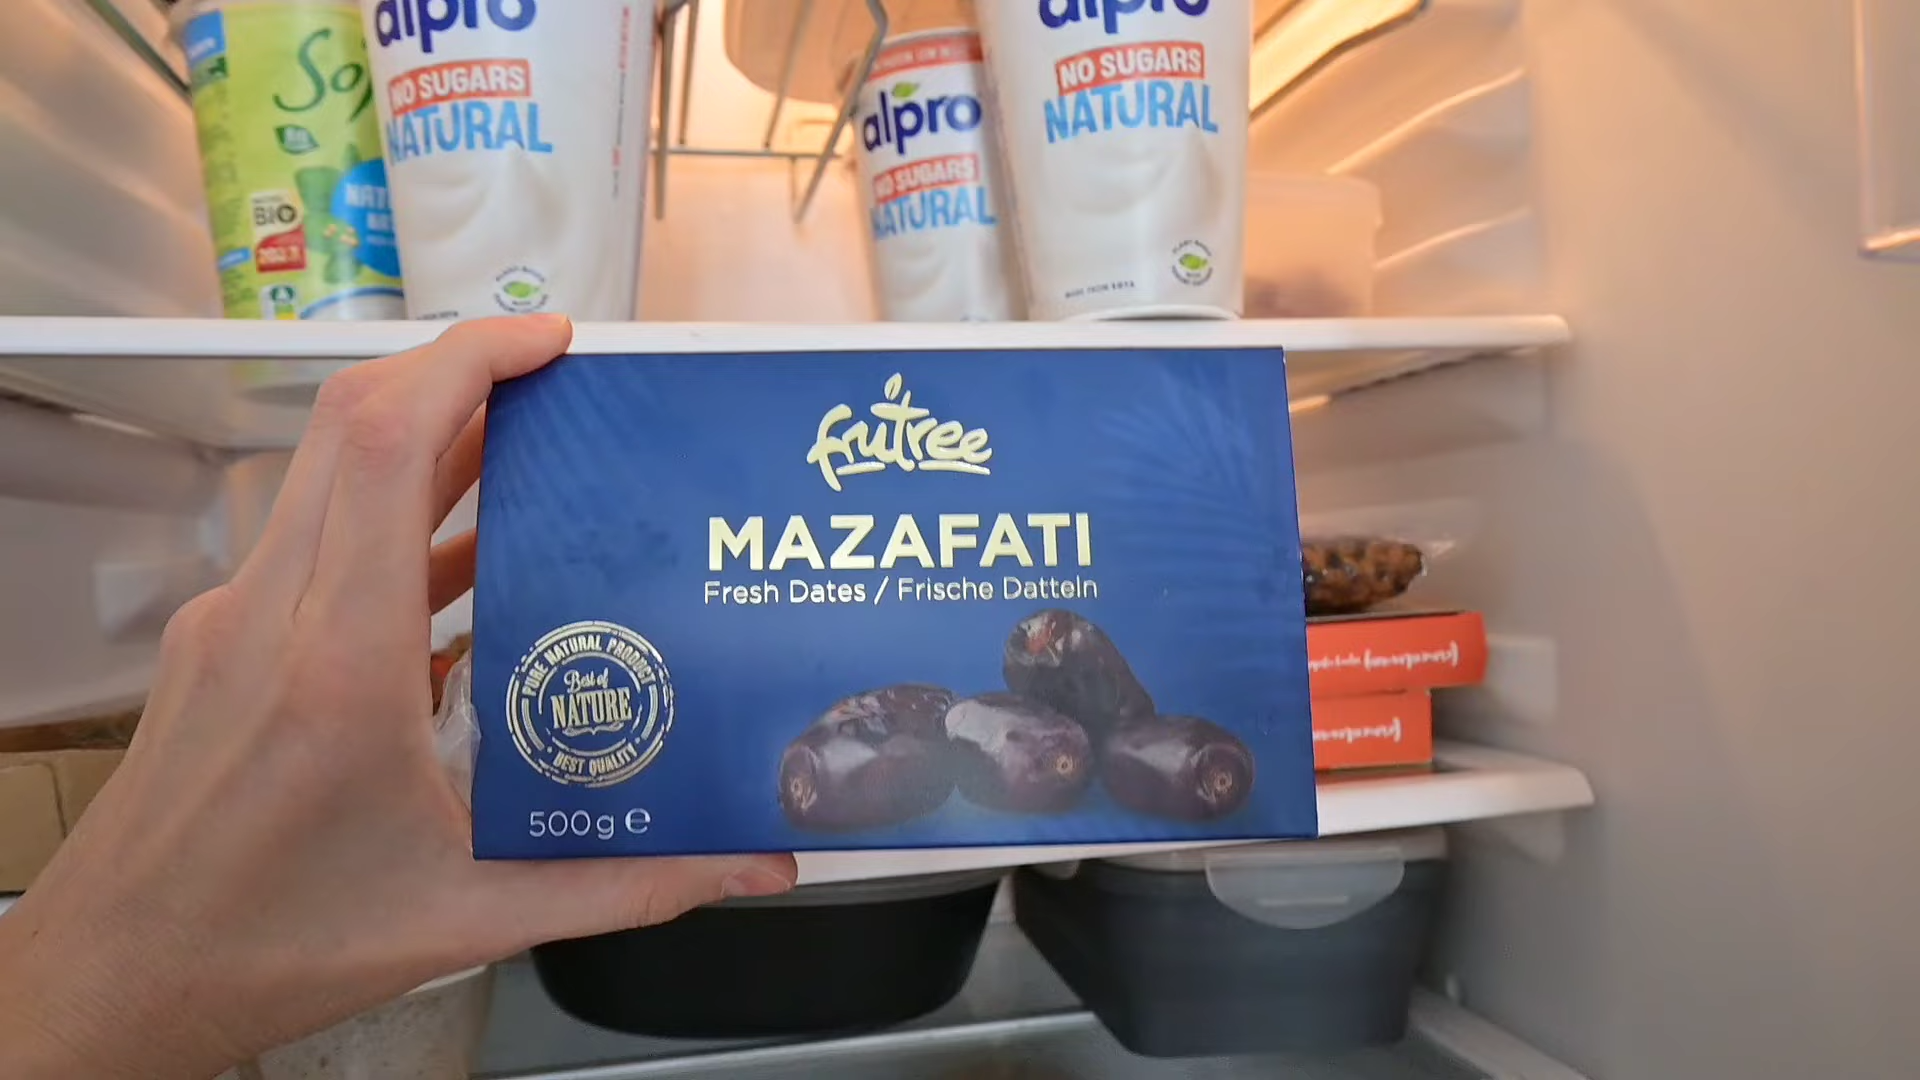 alpro
NO SUGARS
NATURAL
BIO
alpro
NO SUGARS
NATURAL
alpro
NO SUGARS
NATURAL
frutree
MAZAFATI
Fresh Dates / Frische Datteln
PURE NATURAL PRODUCT
Best of
NATURE
BEST QUALITY
500g e